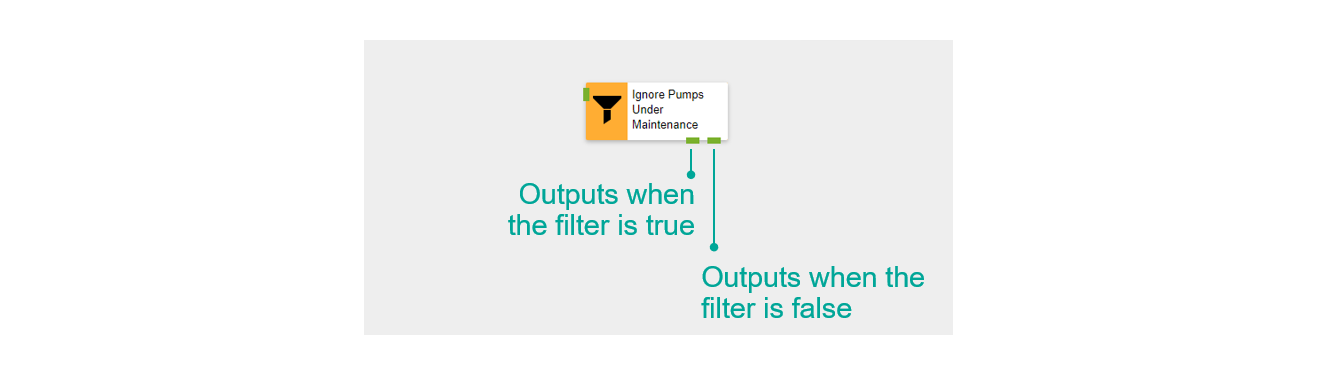 Ignore Pumps
Under
Maintenance
Outputs when
the filter is true
Outputs when the
filter is false